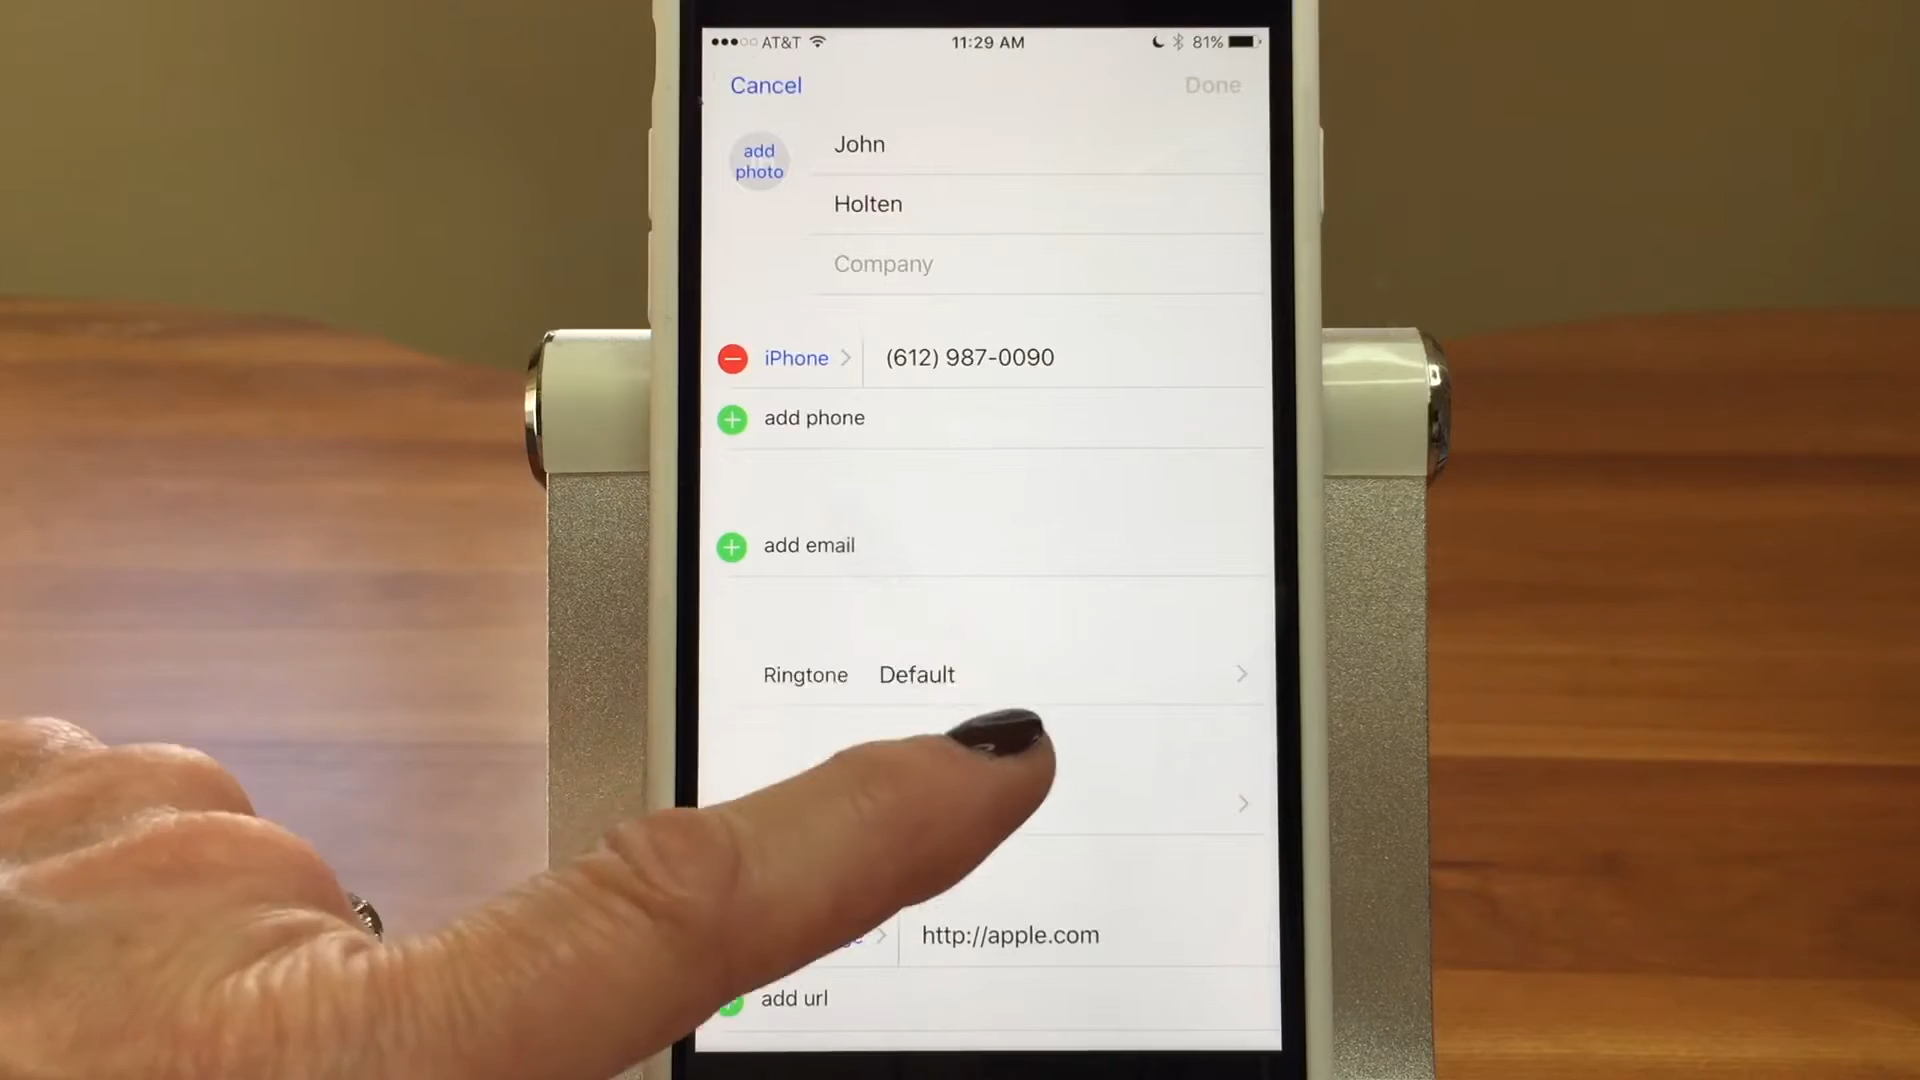 AT&T 11:29 AM 81%
Cancel Done
add
photo
John
Holten
Company
iPhone (612) 987-0090
add phone
add email
Ringtone Default
http://apple.com
add url